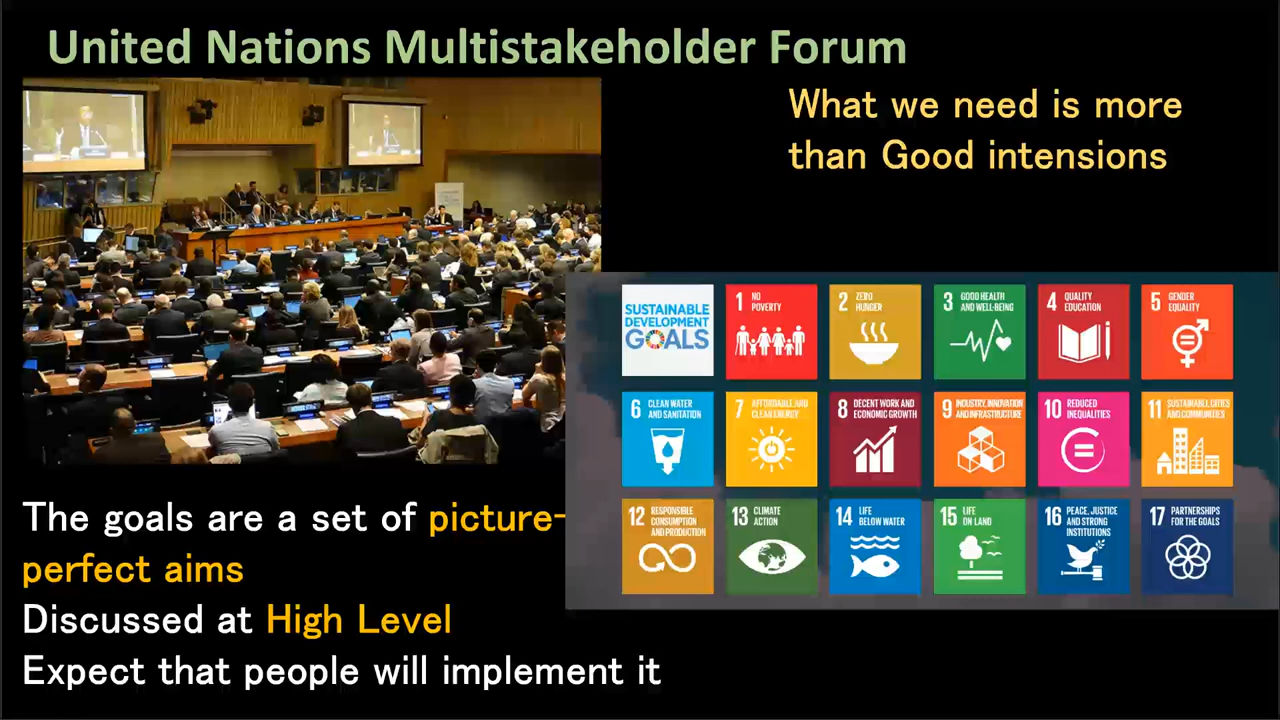 United Nations Multistakeholder Forum
What we need is more
than Good intensions
SUSTAINABLE
DEVELOPMENT
GOALS
1 NO
POVERTY
2 ZERO
HUNGER
3 GOOD HEALTH
AND WELL-BEING
4 QUALITY
EDUCATION
5 GENDER
EQUALITY
6 CLEAN WATER
AND SANITATION
7 AFFORDABLE AND
CLEAN ENERGY
8 DECENT WORK AND
ECONOMIC GROWTH
9 INDUSTRY, INNOVATION
AND INFRASTRUCTURE
10 REDUCED
INEQUALITIES
11 SUSTAINABLE CITIES
AND COMMUNITIES
12 RESPONSIBLE
CONSUMPTION
AND PRODUCTION
13 CLIMATE
ACTION
14 LIFE
BELOW WATER
15 LIFE
ON LAND
16 PEACE, JUSTICE
AND STRONG
INSTITUTIONS
17 PARTNERSHIPS
FOR THE GOALS
The goals are a set of picture-
perfect aims
Discussed at High Level
Expect that people will implement it